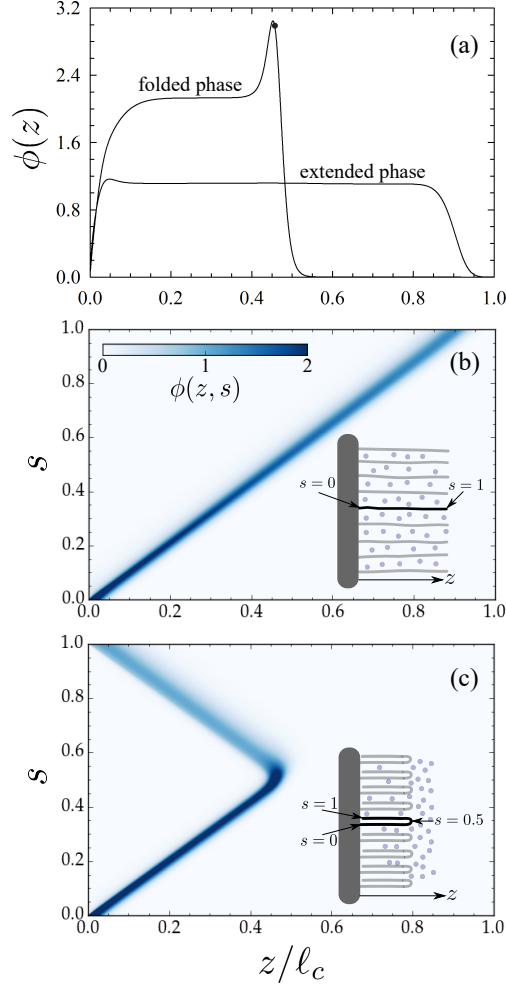 3.2
(a)
2.4
folded phase
ϕ(z)
1.6
extended phase
0.8
0.0
0.0 0.2 0.4 0.6 0.8 1.0
1.0
(b)
0 1 2
ϕ(z, s)
0.8
0.6
s
s = 0 s = 1
0.4
0.2
z
0.0
0.0 0.2 0.4 0.6 0.8 1.0
1.0
(c)
0.8
0.6
s
s = 1
s = 0.5
0.4
s = 0
0.2
z
0.0
0.0 0.2 0.4 0.6 0.8 1.0
z/ℓc